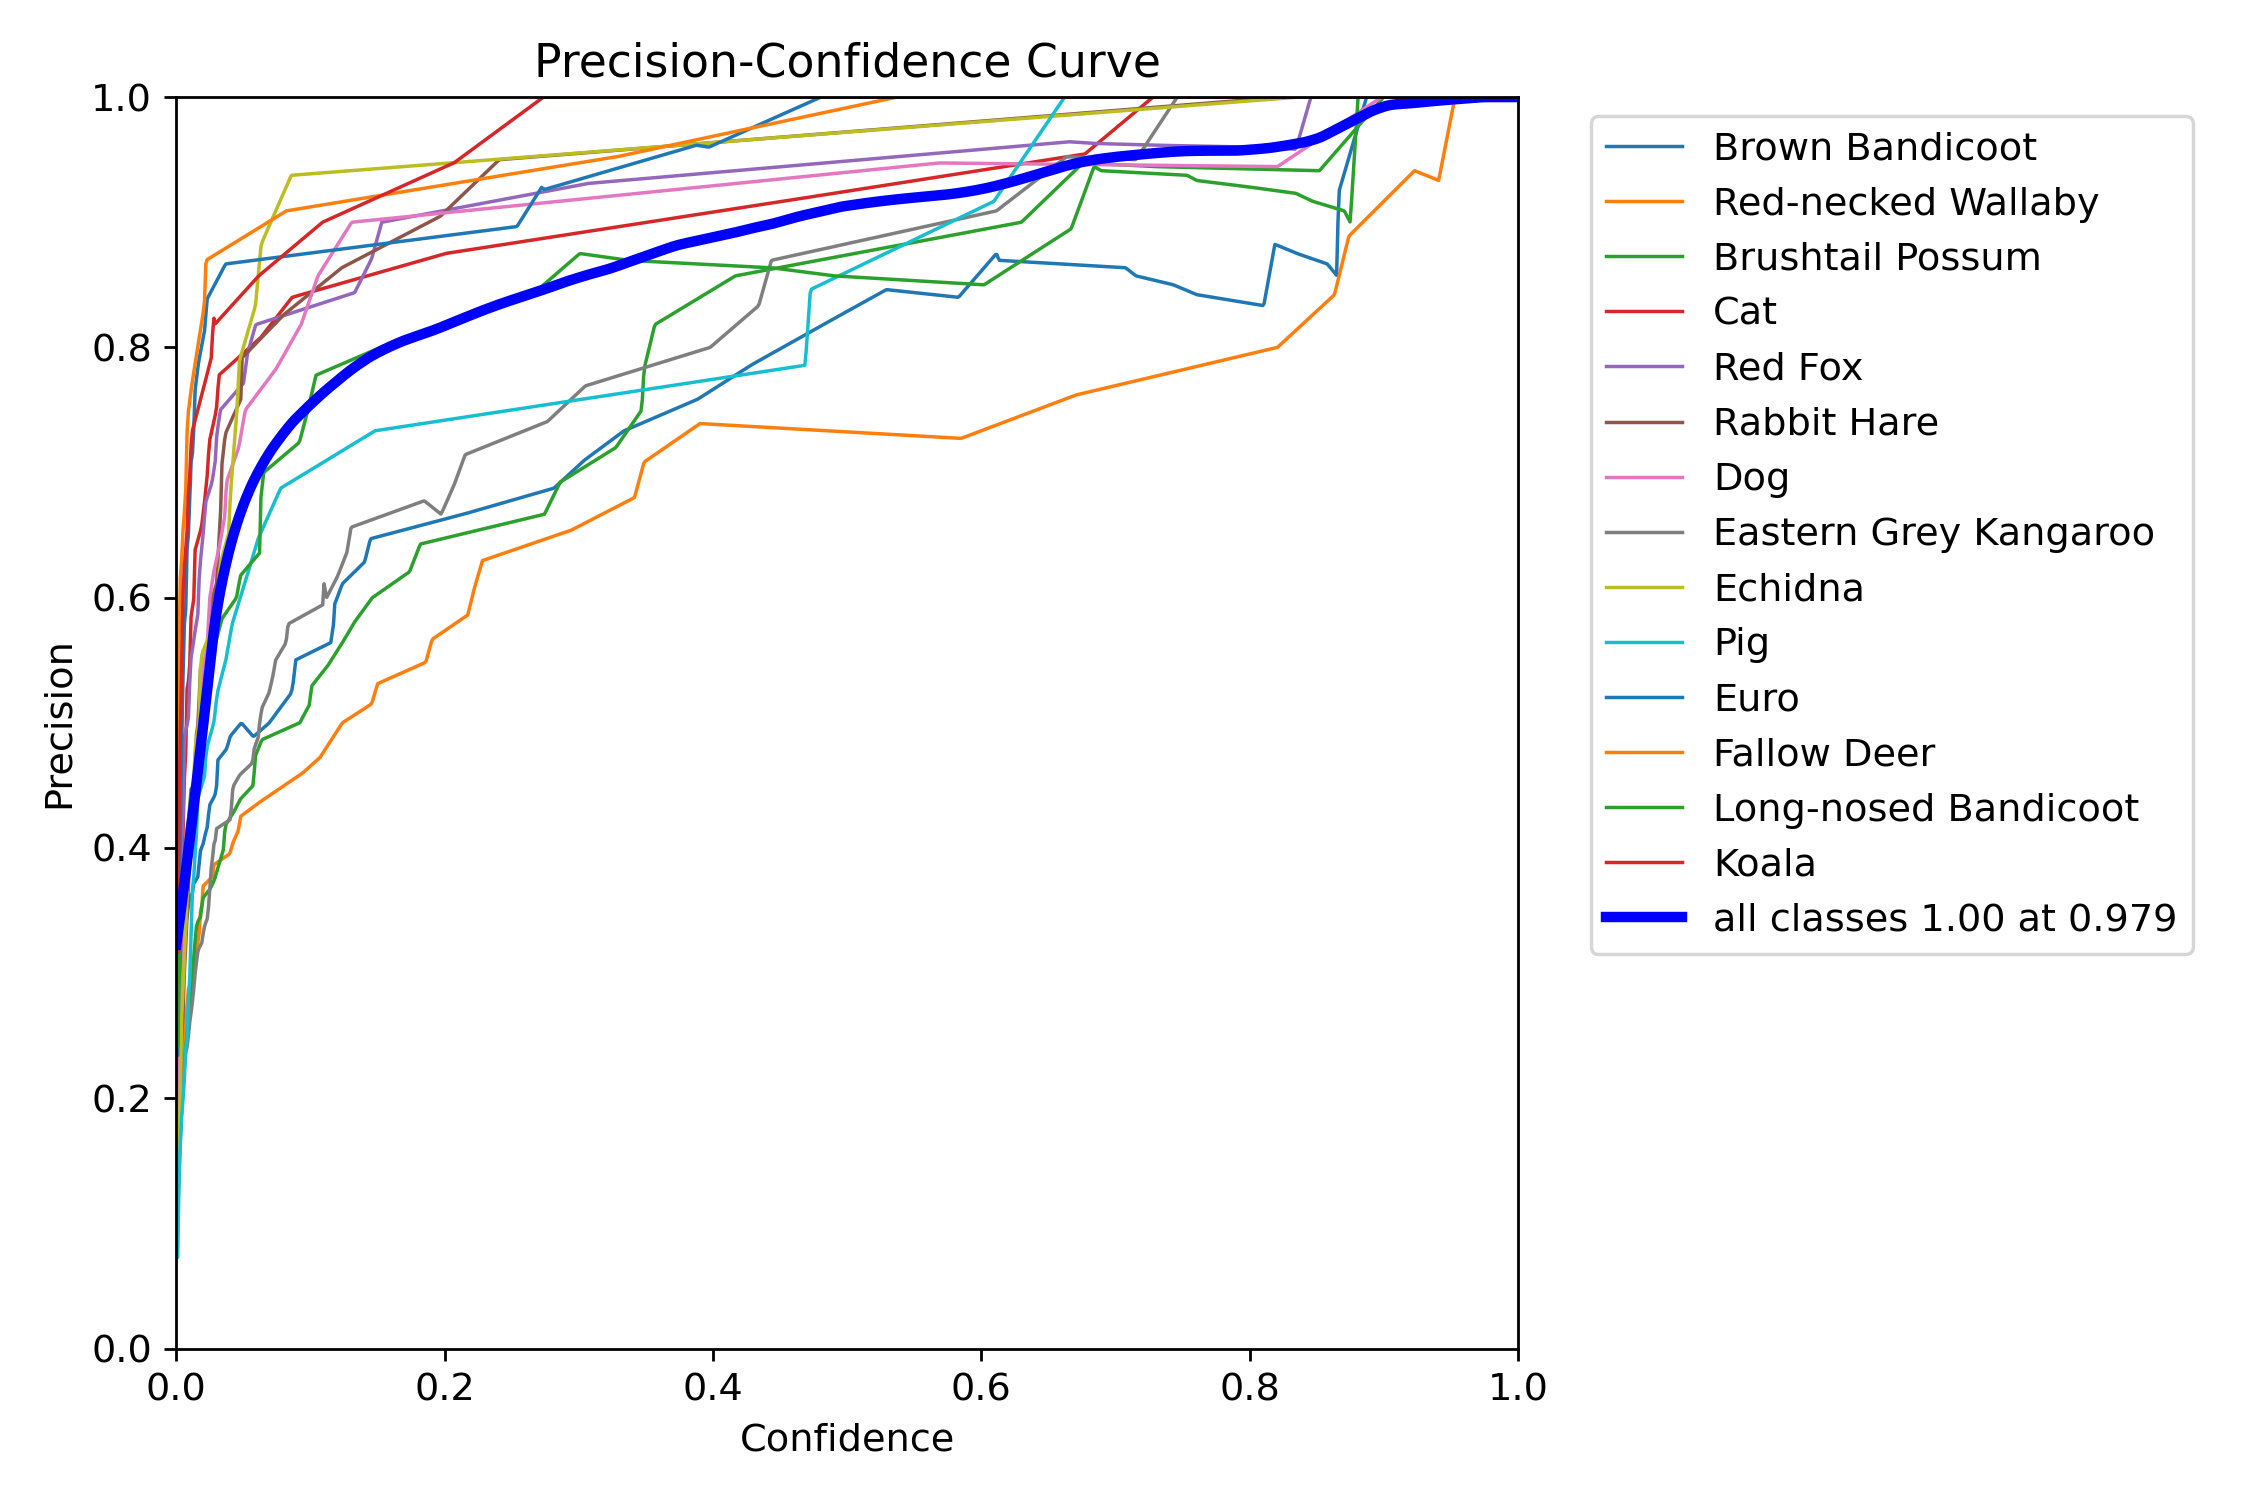 Precision-Confidence Curve
1.0
0.8
0.6
0.4
0.2
0.0
Precision
0.0 0.2 0.4 0.6 0.8 1.0
Confidence
Brown Bandicoot
Red-necked Wallaby
Brushtail Possum
Cat
Red Fox
Rabbit Hare
Dog
Eastern Grey Kangaroo
Echidna
Pig
Euro
Fallow Deer
Long-nosed Bandicoot
Koala
all classes 1.00 at 0.979